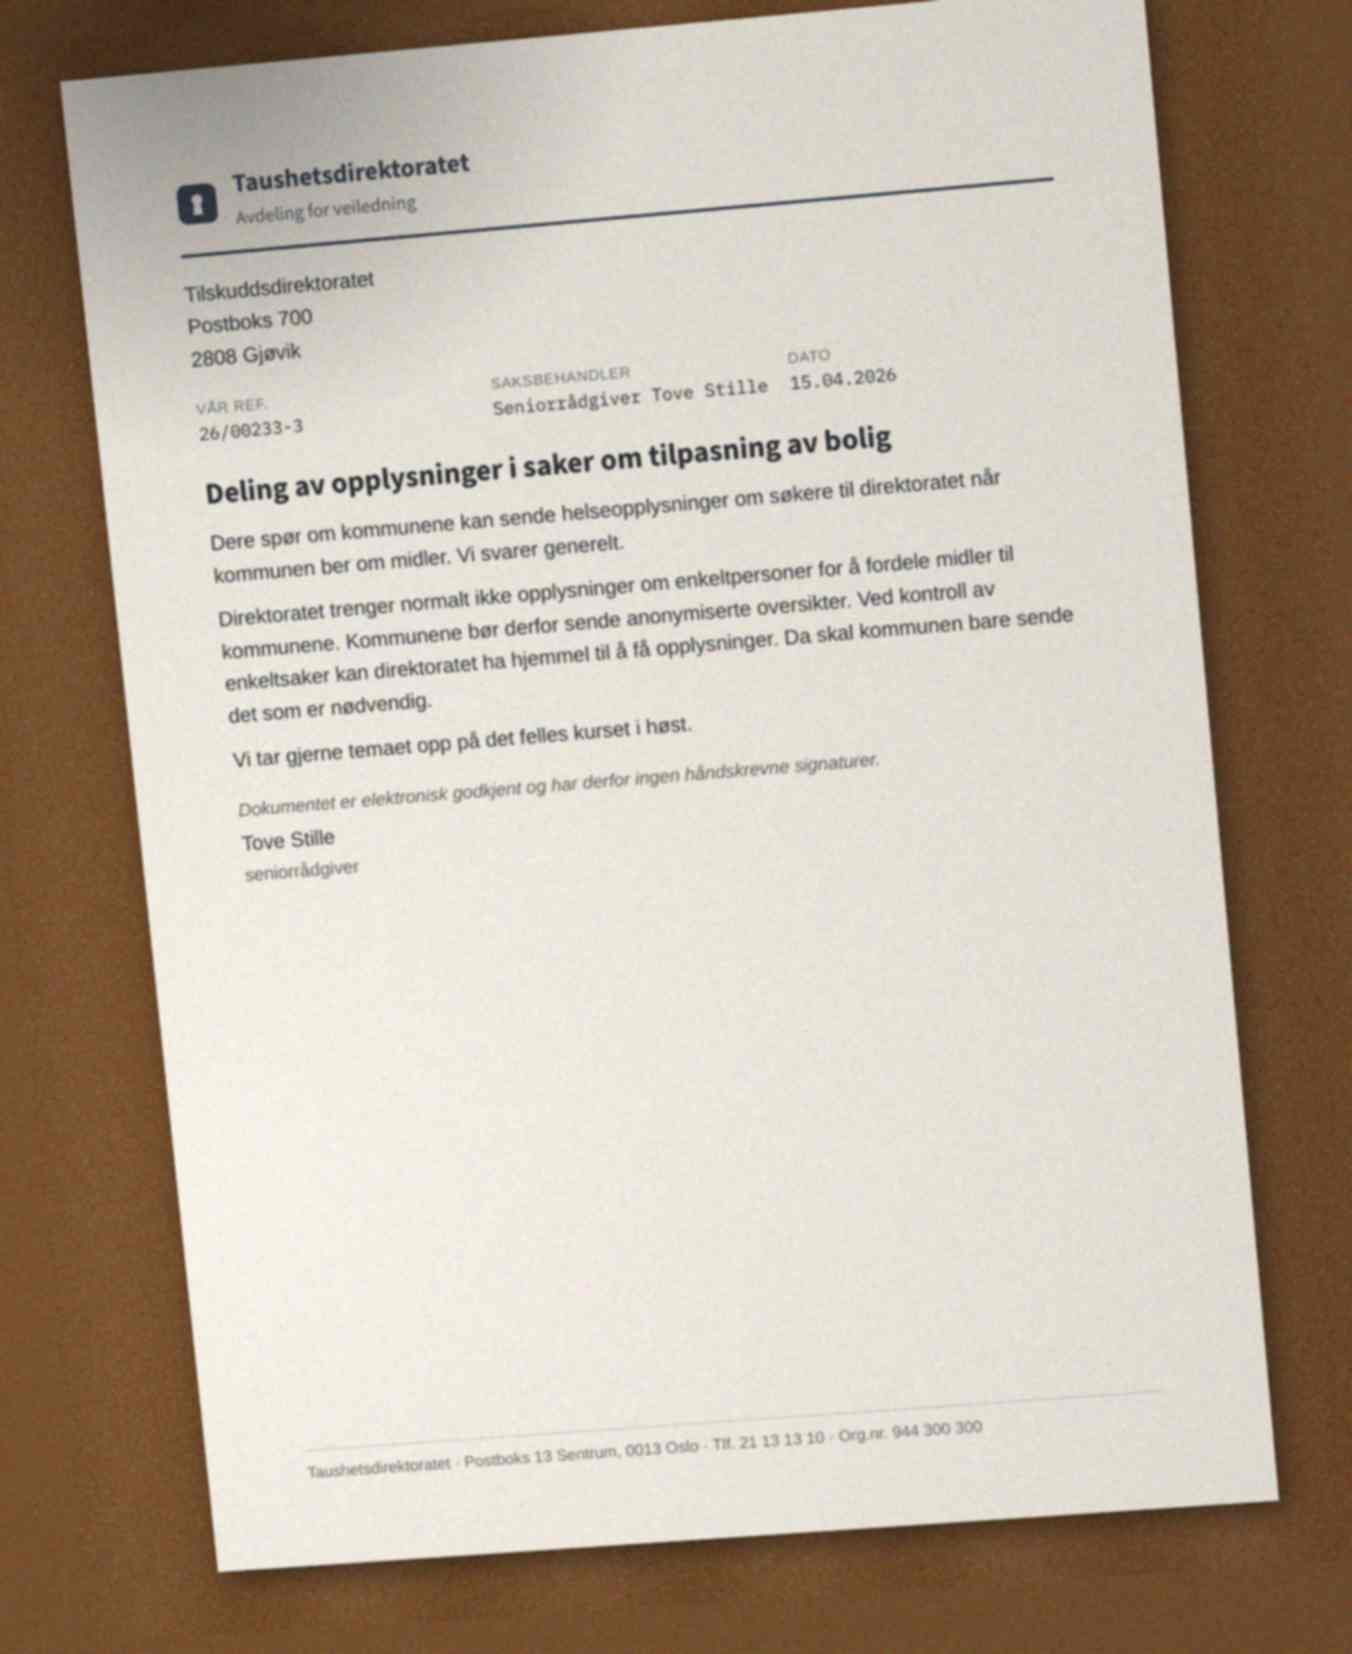 Taushetsdirektoratet
Avdeling for veiledning
Tilskuddsdirektoratet
Postboks 700
2808 Gjøvik
VÅR REF.
26/00233-3
SAKSBEHANDLER
Seniorrådgiver Tove Stille
DATO
15.04.2026
Deling av opplysninger i saker om tilpasning av bolig
Dere spør om kommunene kan sende helseopplysninger om søkere til direktoratet når
kommunen ber om midler. Vi svarer generelt.
Direktoratet trenger normalt ikke opplysninger om enkeltpersoner for å fordele midler til
kommunene. Kommunene bør derfor sende anonymiserte oversikter. Ved kontroll av
enkeltsaker kan direktoratet ha hjemmel til å få opplysninger. Da skal kommunen bare sende
det som er nødvendig.
Vi tar gjerne temaet opp på det felles kurset i høst.
Dokumentet er elektronisk godkjent og har derfor ingen håndskrevne signaturer.
Tove Stille
seniorrådgiver
Taushetsdirektoratet · Postboks 13 Sentrum, 0013 Oslo · Tlf. 21 13 13 10 · Org.nr. 944 300 300